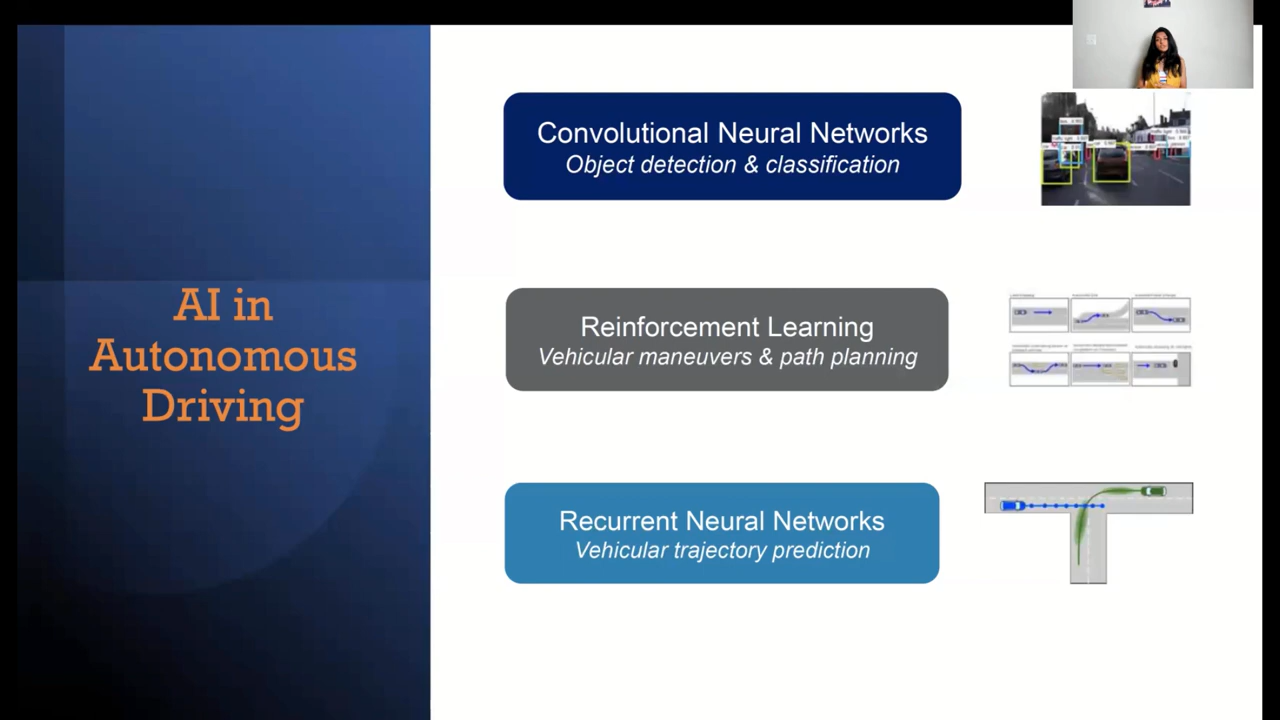 AI in
Autonomous
Driving
Convolutional Neural Networks
Object detection & classification
Reinforcement Learning
Vehicular maneuvers & path planning
Recurrent Neural Networks
Vehicular trajectory prediction